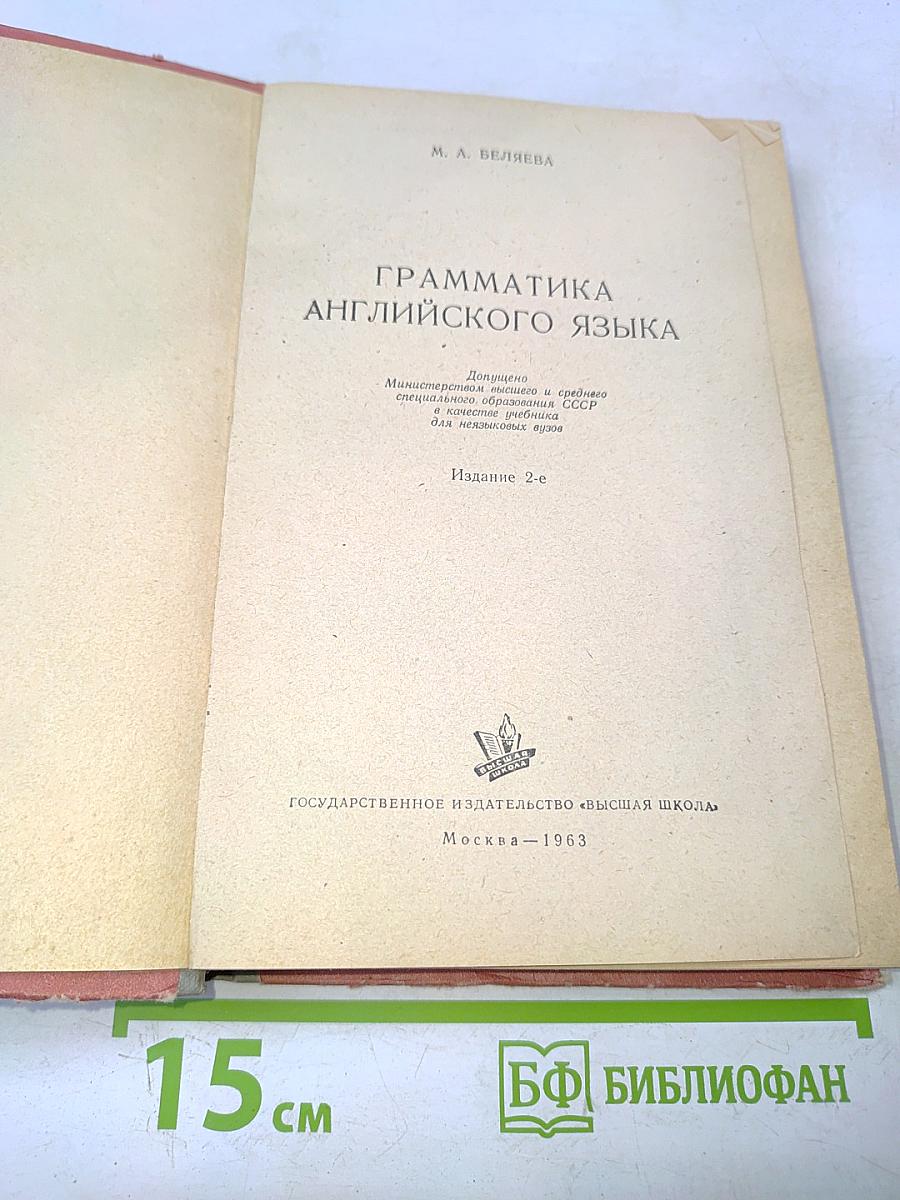 М. А. БЕЛЯЕВА
ГРАММАТИКА
АНГЛИЙСКОГО ЯЗЫКА
Допущено
Министерством высшего и среднего
специального образования СССР
в качестве учебника
для неязыковых вузов
Издание 2-е
ВЫСШАЯ
ШКОЛА
ГОСУДАРСТВЕННОЕ ИЗДАТЕЛЬСТВО «ВЫСШАЯ ШКОЛА»
Москва—1963
15 см
БФ БИБЛИОФАН